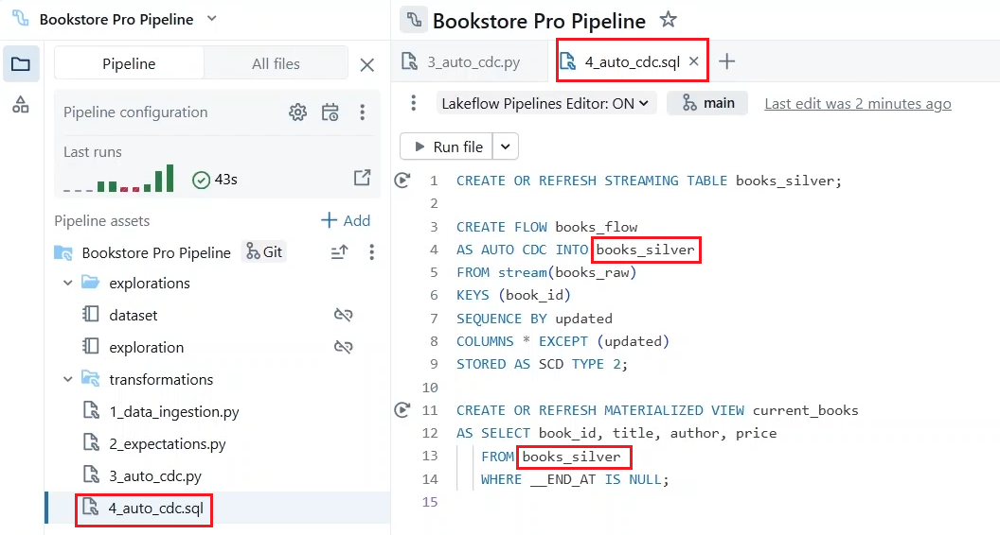 Bookstore Pro Pipeline
Pipeline
All files
Pipeline configuration
Last runs
43s
Pipeline assets
Add
Bookstore Pro Pipeline
Git
explorations
dataset
exploration
transformations
1_data_ingestion.py
2_expectations.py
3_auto_cdc.py
4_auto_cdc.sql
Bookstore Pro Pipeline
3_auto_cdc.py
4_auto_cdc.sql
Lakeflow Pipelines Editor: ON
main
Last edit was 2 minutes ago
Run file
1 CREATE OR REFRESH STREAMING TABLE books_silver;
2
3 CREATE FLOW books_flow
4 AS AUTO CDC INTO books_silver
5 FROM stream(books_raw)
6 KEYS (book_id)
7 SEQUENCE BY updated
8 COLUMNS * EXCEPT (updated)
9 STORED AS SCD TYPE 2;
10
11 CREATE OR REFRESH MATERIALIZED VIEW current_books
12 AS SELECT book_id, title, author, price
13 FROM books_silver
14 WHERE __END_AT IS NULL;
15